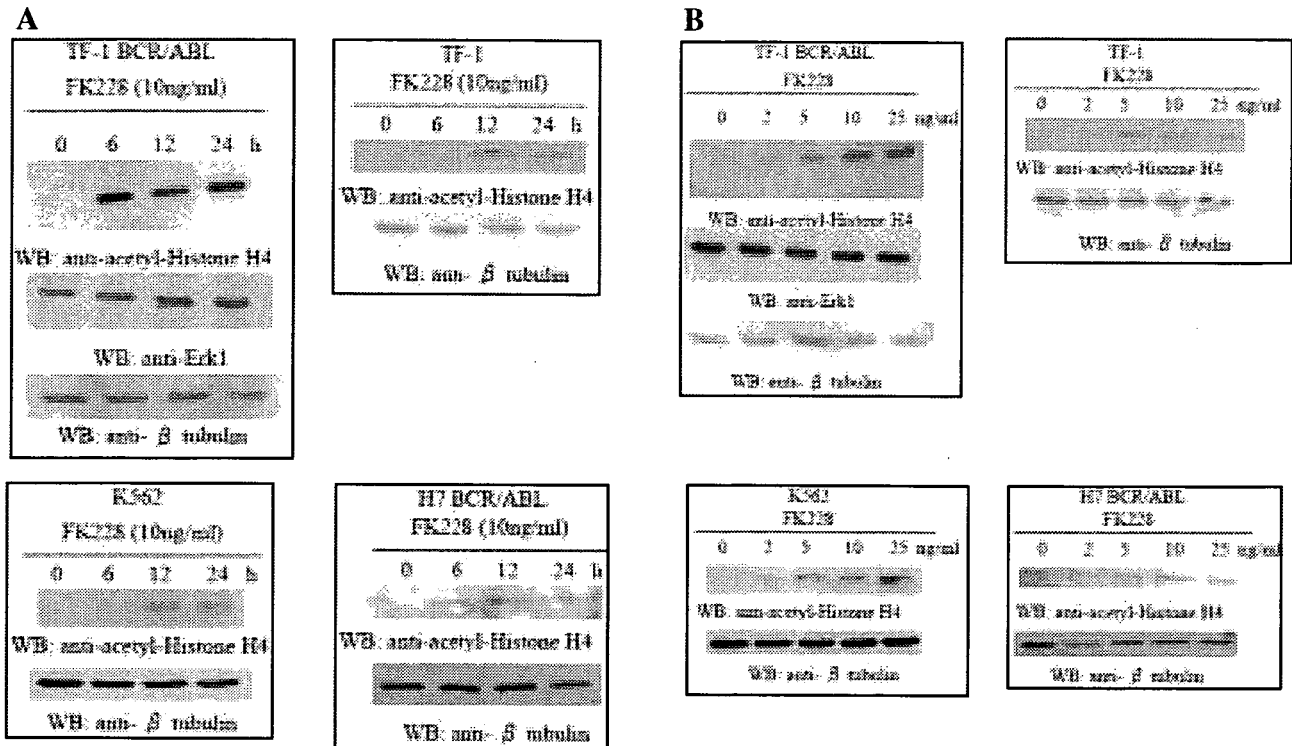 A
TF-1 BCR/ABL
FK228 (10ng/ml)
0 6 12 24 h
WB: anti-acetyl-Histone H4
WB: anti-Erk1
WB: anti- β tubulin
TF-1
FK228 (10ng/ml)
0 6 12 24 h
WB: anti-acetyl-Histone H4
WB: anti- β tubulin
K562
FK228 (10ng/ml)
0 6 12 24 h
WB: anti-acetyl-Histone H4
WB: anti- β tubulin
H7 BCR/ABL
FK228 (10ng/ml)
0 6 12 24 h
WB: anti-acetyl-Histone H4
WB: anti- β tubulin
B
TF-1 BCR/ABL
FK228
0 2 5 10 25 ng/ml
WB: anti-acetyl-Histone H4
WB: anti-Erk1
WB: anti- β tubulin
TF-1
FK228
0 2 5 10 25 ng/ml
WB: anti-acetyl-Histone H4
WB: anti- β tubulin
K562
FK228
0 2 5 10 25 ng/ml
WB: anti-acetyl-Histone H4
WB: anti- β tubulin
H7 BCR/ABL
FK228
0 2 5 10 25 ng/ml
WB: anti-acetyl-Histone H4
WB: anti- β tubulin